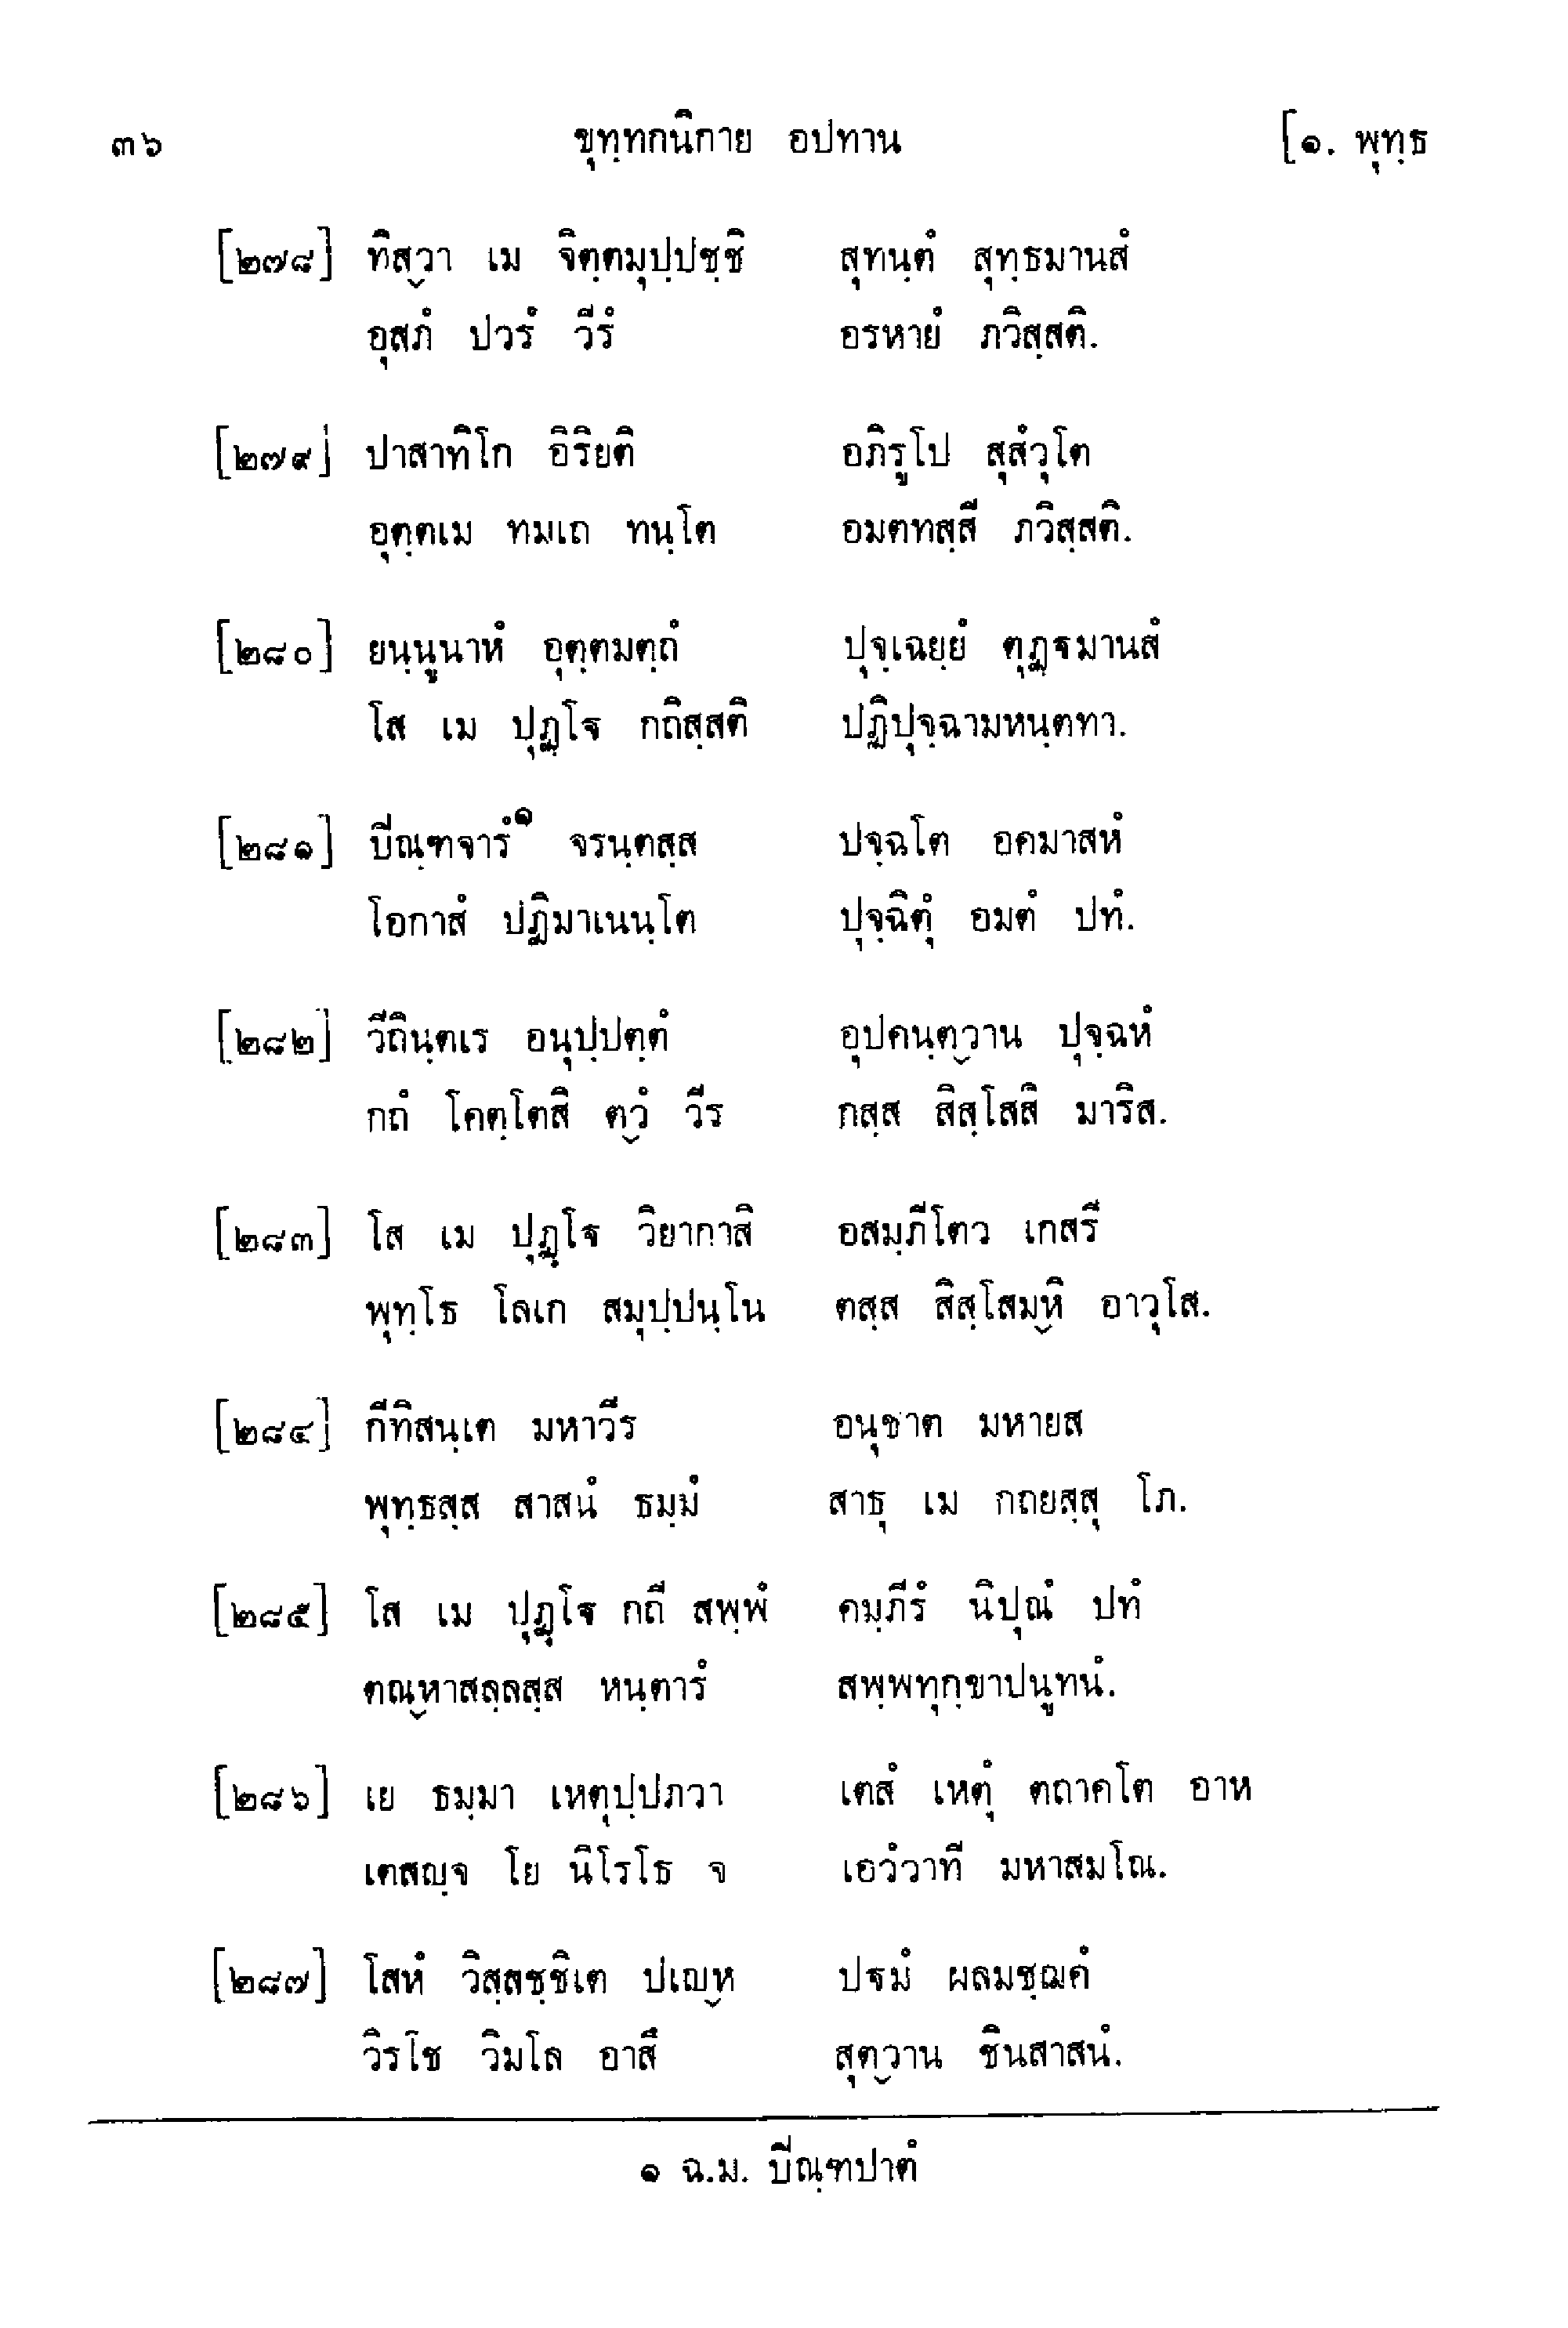 ๓๖ ขุทฺทกนิกาย อปทาน [๑. พุทฺธ
[๒๗๘] ทิสฺวา เม จิตฺตมุปฺปชฺชิ สุทนฺตํ สุทฺธมานสํ
อุสภํ ปวรํ วีรํ อรหายํ ภวิสฺสติ.
[๒๗๙] ปาสาทิโก อิริยติ อภิรูโป สุสํวุโต
อุตฺตเม ทมเถ ทนฺโต อมตทสฺสี ภวิสฺสติ.
[๒๘๐] ยนฺนูนาหํ อุตฺตมตฺถํ ปุจฺเฉยฺยํ ตุฏฺฐมานสํ
โส เม ปุฏฺโฐ กถิสฺสติ ปฏิปุจฺฉามหนฺตทา.
[๒๘๑] ปิณฺฑจารํ๑ จรนฺตสฺส ปจฺฉโต อคมาสหํ
โอกาสํ ปฏิมาเนนฺโต ปุจฺฉิตุํ อมตํ ปทํ.
[๒๘๒] วีถินฺตเร อนุปฺปตฺตํ อุปคนฺตฺวาน ปุจฺฉหํ
กถํ โคตฺโตสิ ตฺวํ วีร กสฺส สิสฺโสสิ มาริส.
[๒๘๓] โส เม ปุฏฺโฐ วิยากาสิ อสมฺภีโตว เกสรี
พุทฺโธ โลเก สมุปฺปนฺโน ตสฺส สิสฺโสมฺหิ อาวุโส.
[๒๘๔] กีทิสนฺเต มหาวีร อนุชาต มหายส
พุทฺธสฺส สาสนํ ธมฺมํ สาธุ เม กถยสฺสุ โภ.
[๒๘๕] โส เม ปุฏฺโฐ กถี สพฺพํ คมฺภีรํ นิปุณํ ปทํ
ตณฺหาสลฺลสฺส หนฺตารํ สพฺพทุกฺขาปนูทนํ.
[๒๘๖] เย ธมฺมา เหตุปฺปภวา เตสํ เหตุํ ตถาคโต อาห
เตสญฺจ โย นิโรโธ จ เอวํวาที มหาสมโณ.
[๒๘๗] โสหํ วิสฺสชฺชิเต ปเญฺห ปฐมํ ผลมชฺฌคํ
วิรโช วิมโล อาสึ สุตฺวาน ชินสาสนํ.
๑ ฉ.ม. ปิณฺฑปาตํ